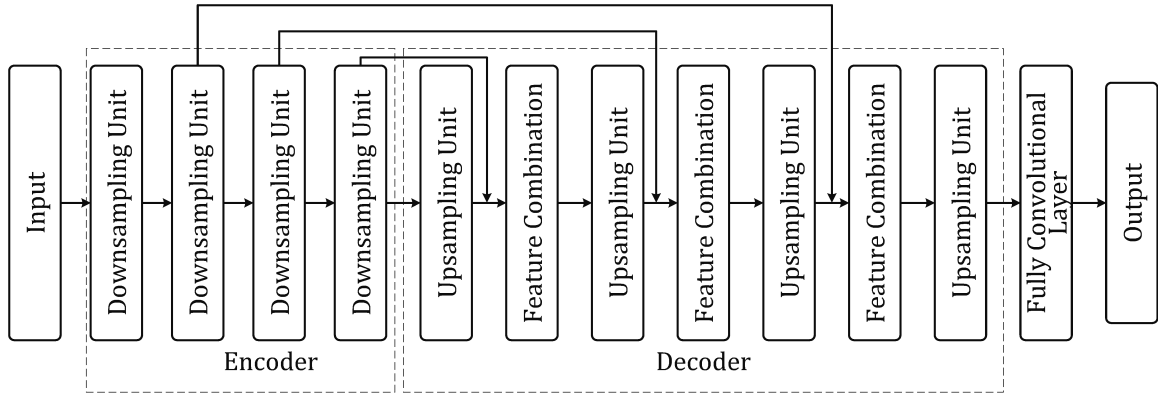 Input
Downsampling Unit
Downsampling Unit
Downsampling Unit
Downsampling Unit
Encoder
Upsampling Unit
Feature Combination
Upsampling Unit
Feature Combination
Upsampling Unit
Feature Combination
Upsampling Unit
Decoder
Fully Convolutional
Layer
Output